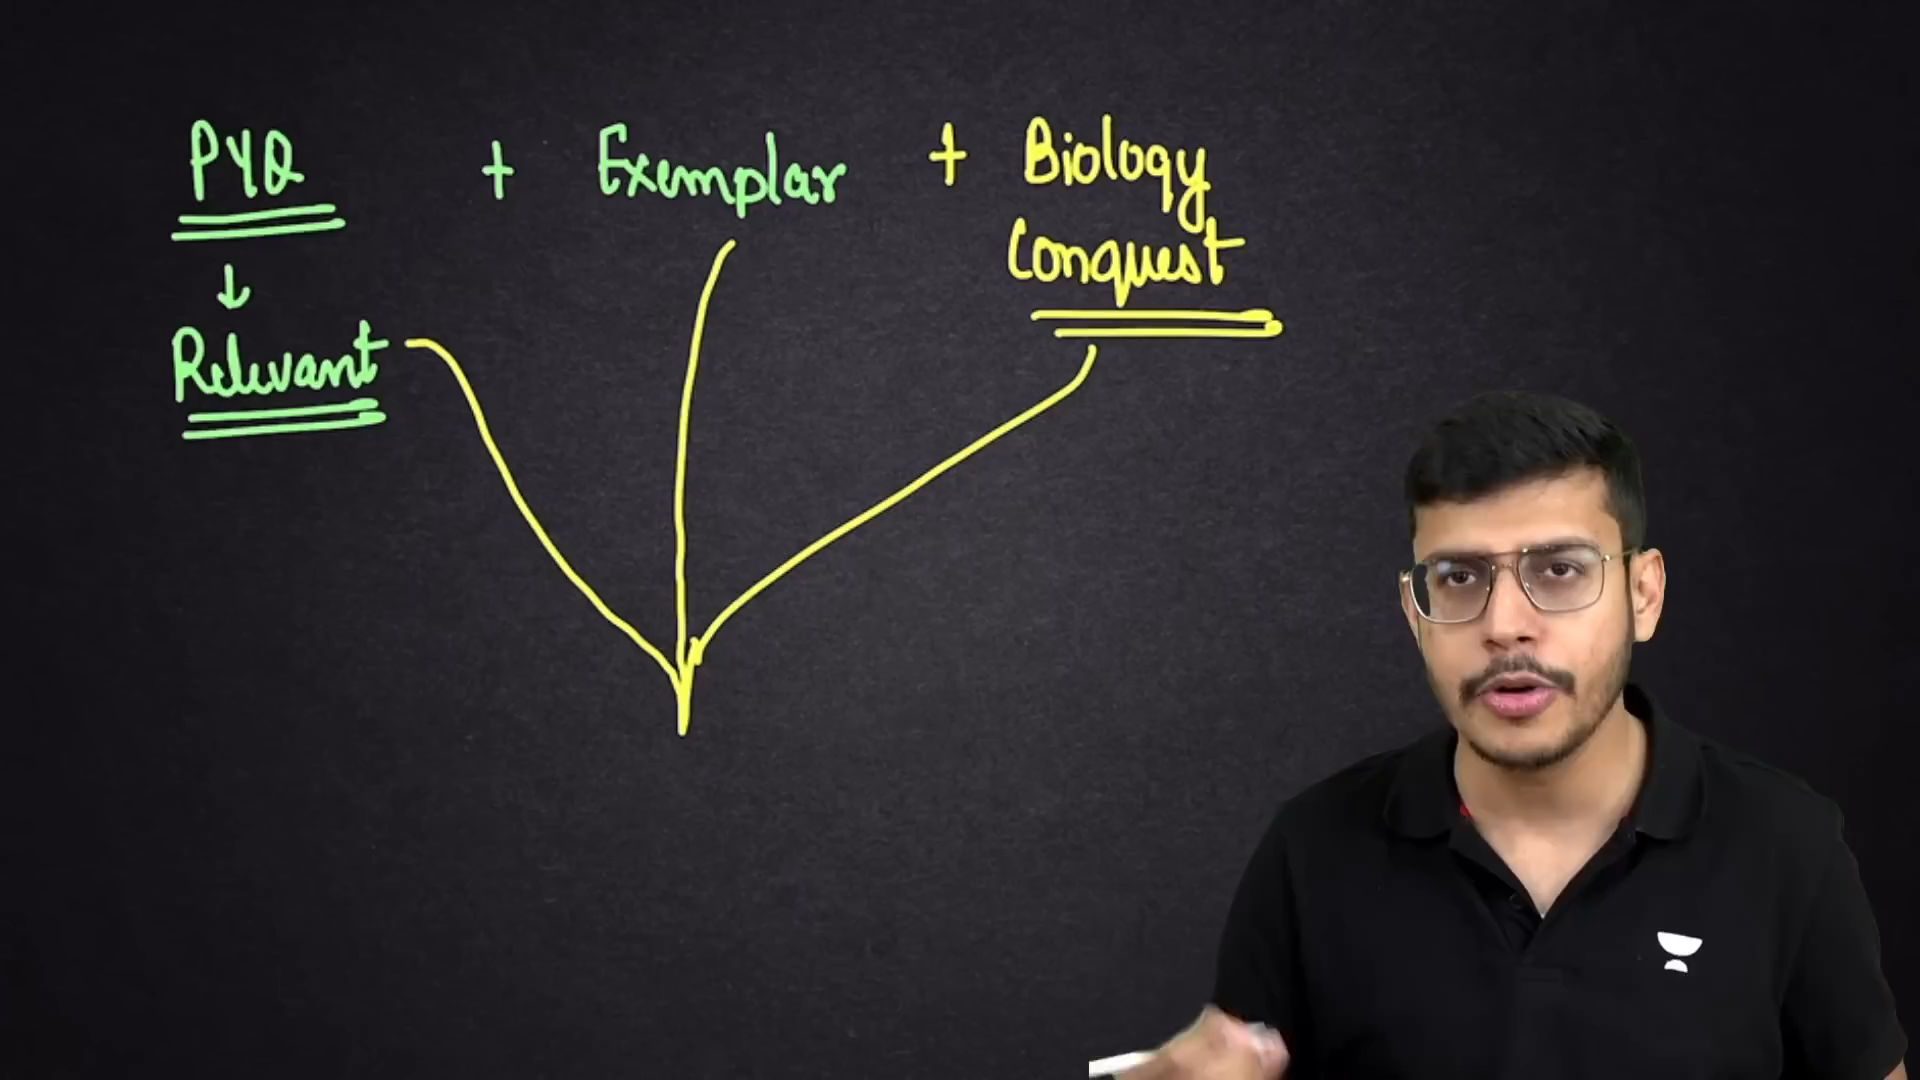 PYQ + Exemplar + Biology
Conquest
↓
Relevant